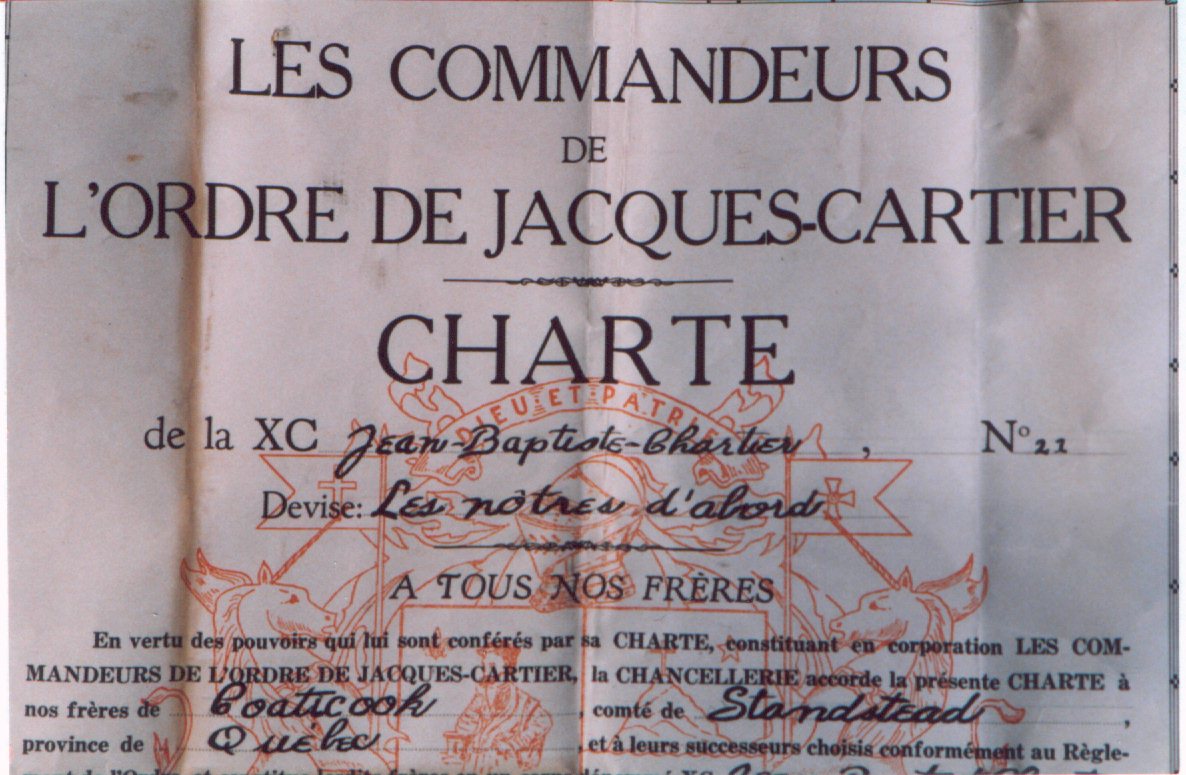 LES COMMANDEURS
DE
L'ORDRE DE JACQUES-CARTIER
CHARTE
DIEU ET PATRIE
de la XC Jean-Baptiste-Chartier, No 21
Devise: Les nôtres d'abord
A TOUS NOS FRÈRES
En vertu des pouvoirs qui lui sont conférés par sa CHARTE, constituant en corporation LES COM-
MANDEURS DE L'ORDRE DE JACQUES-CARTIER, la CHANCELLERIE accorde la présente CHARTE à
nos frères de Coaticook, comté de Standstead,
province de Québec, et à leurs successeurs choisis conformément au Règle-